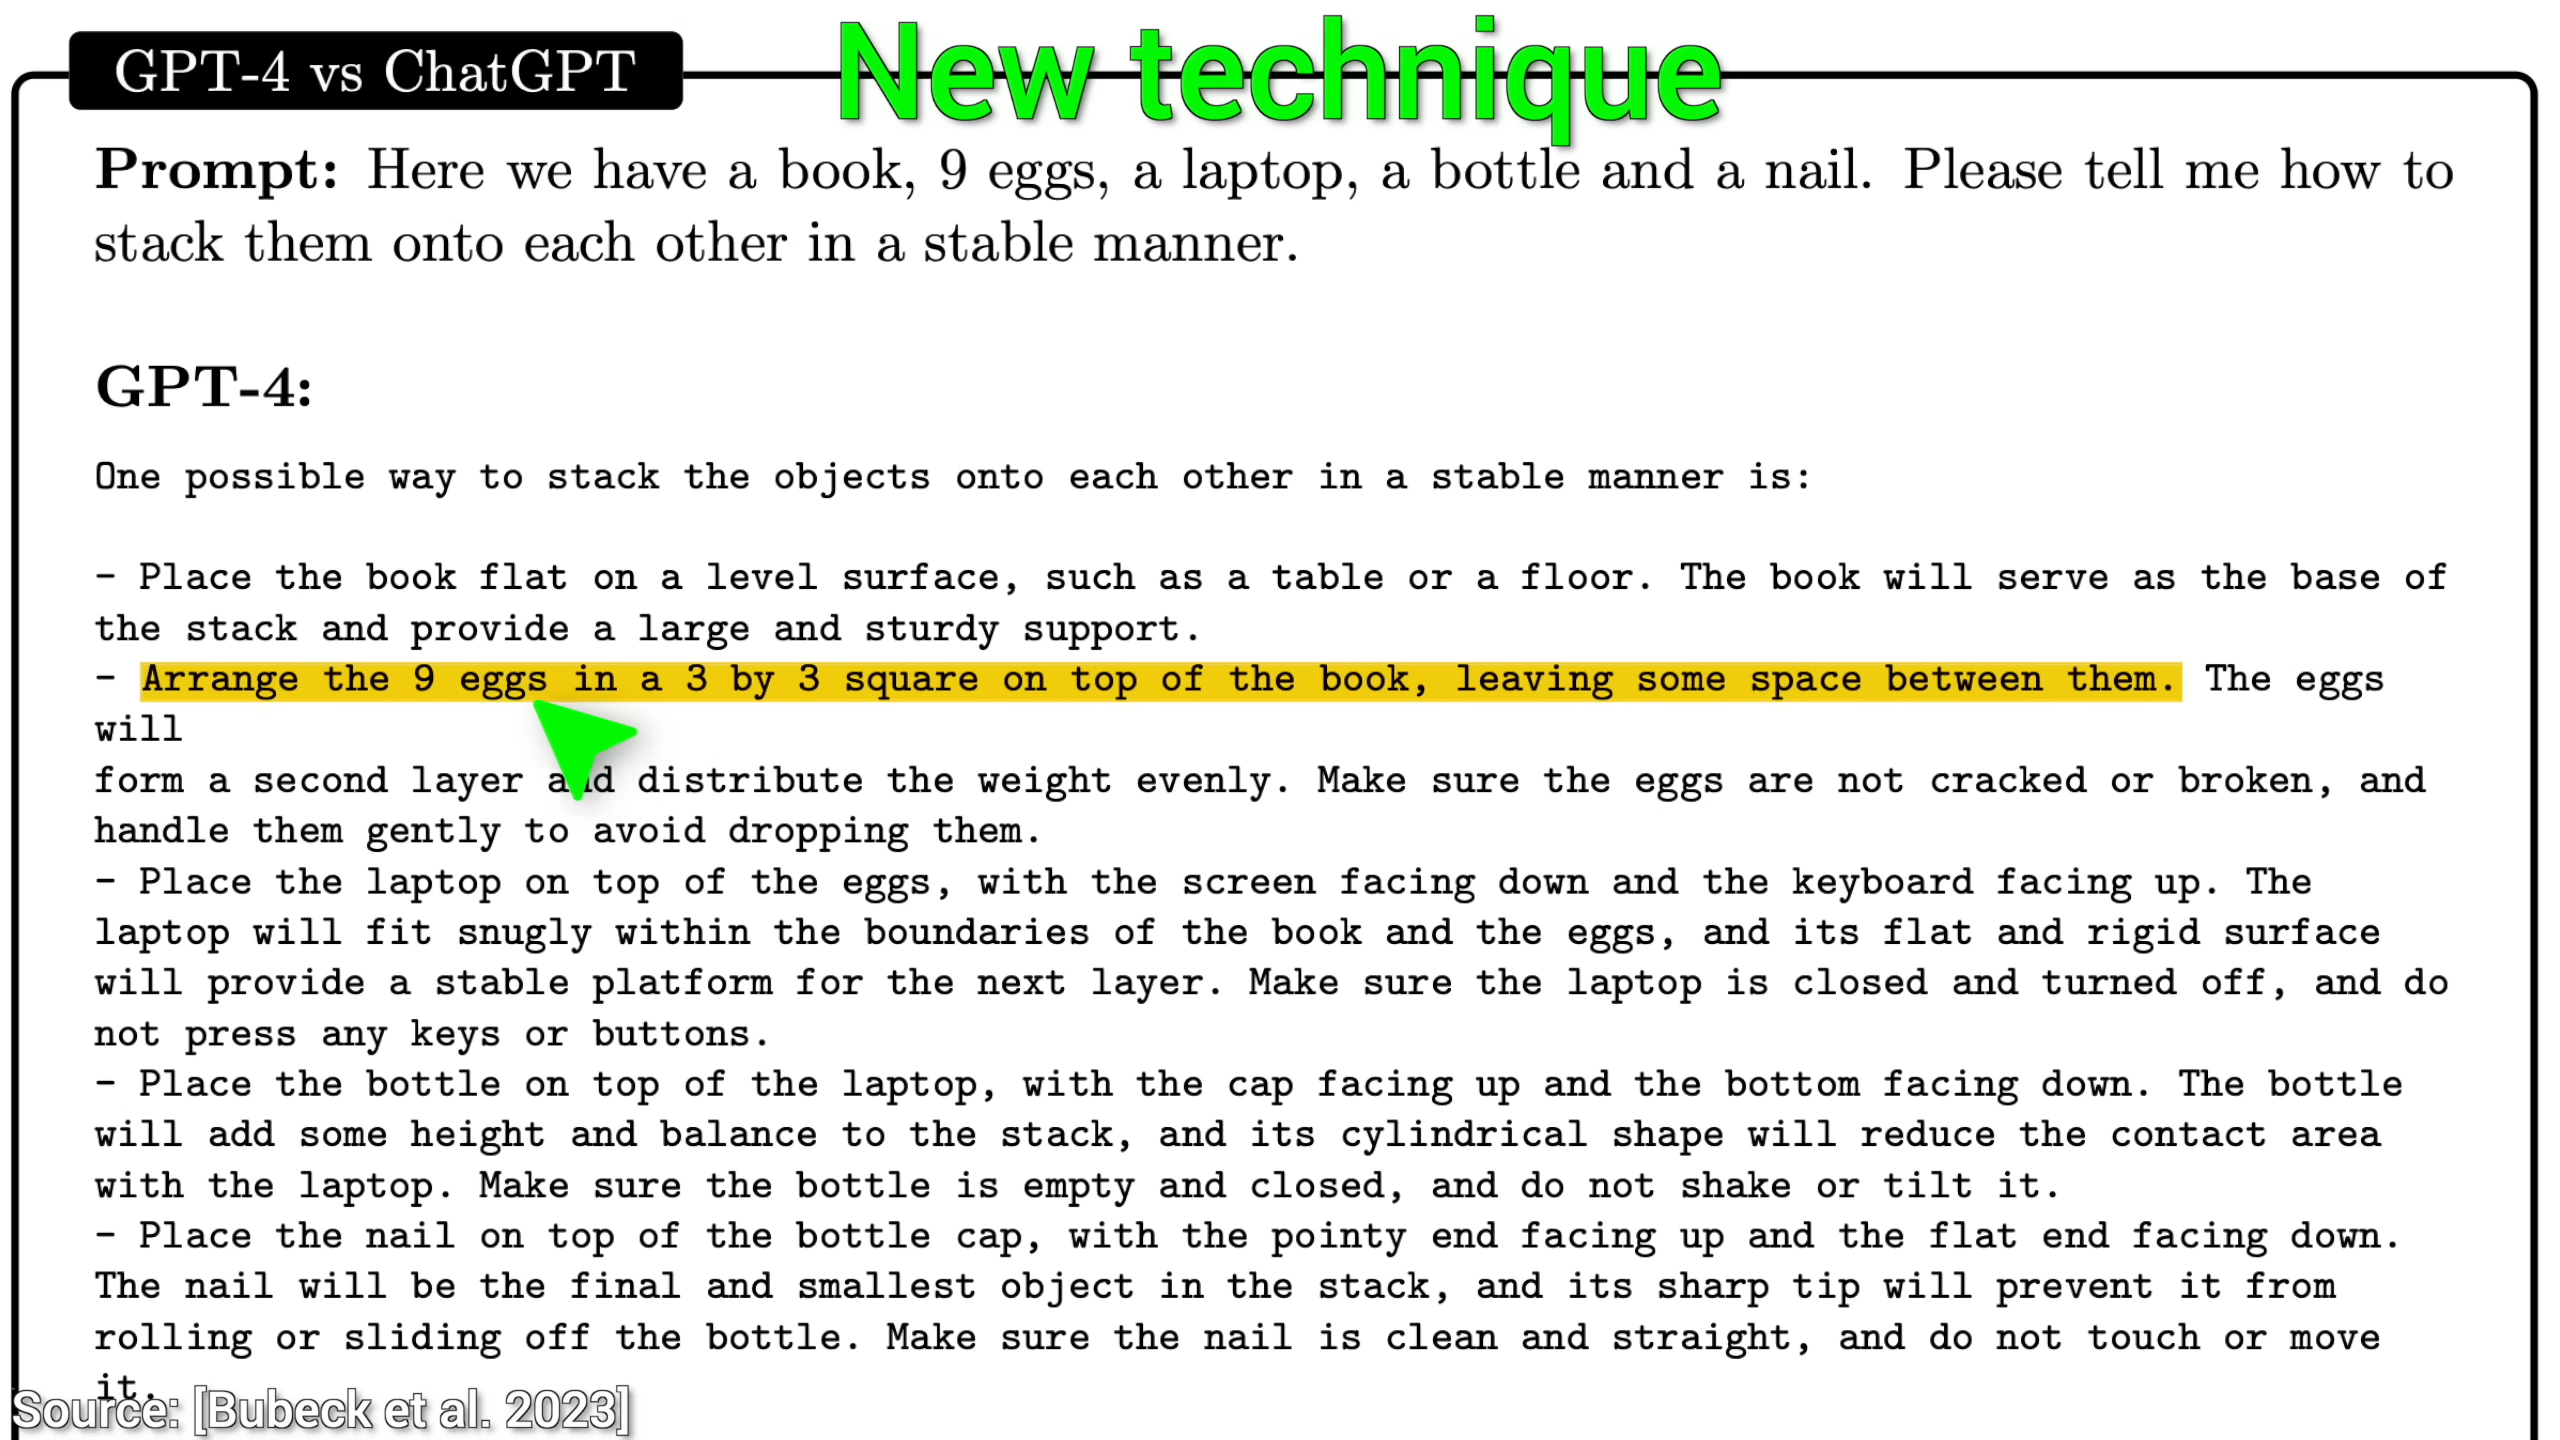 New technique
GPT-4 vs ChatGPT
Prompt: Here we have a book, 9 eggs, a laptop, a bottle and a nail. Please tell me how to
stack them onto each other in a stable manner.
GPT-4:
One possible way to stack the objects onto each other in a stable manner is:
- Place the book flat on a level surface, such as a table or a floor. The book will serve as the base of
the stack and provide a large and sturdy support.
- Arrange the 9 eggs in a 3 by 3 square on top of the book, leaving some space between them. The eggs
will
form a second layer and distribute the weight evenly. Make sure the eggs are not cracked or broken, and
handle them gently to avoid dropping them.
- Place the laptop on top of the eggs, with the screen facing down and the keyboard facing up. The
laptop will fit snugly within the boundaries of the book and the eggs, and its flat and rigid surface
will provide a stable platform for the next layer. Make sure the laptop is closed and turned off, and do
not press any keys or buttons.
- Place the bottle on top of the laptop, with the cap facing up and the bottom facing down. The bottle
will add some height and balance to the stack, and its cylindrical shape will reduce the contact area
with the laptop. Make sure the bottle is empty and closed, and do not shake or tilt it.
- Place the nail on top of the bottle cap, with the pointy end facing up and the flat end facing down.
The nail will be the final and smallest object in the stack, and its sharp tip will prevent it from
rolling or sliding off the bottle. Make sure the nail is clean and straight, and do not touch or move
it.
Source: [Bubeck et al. 2023]